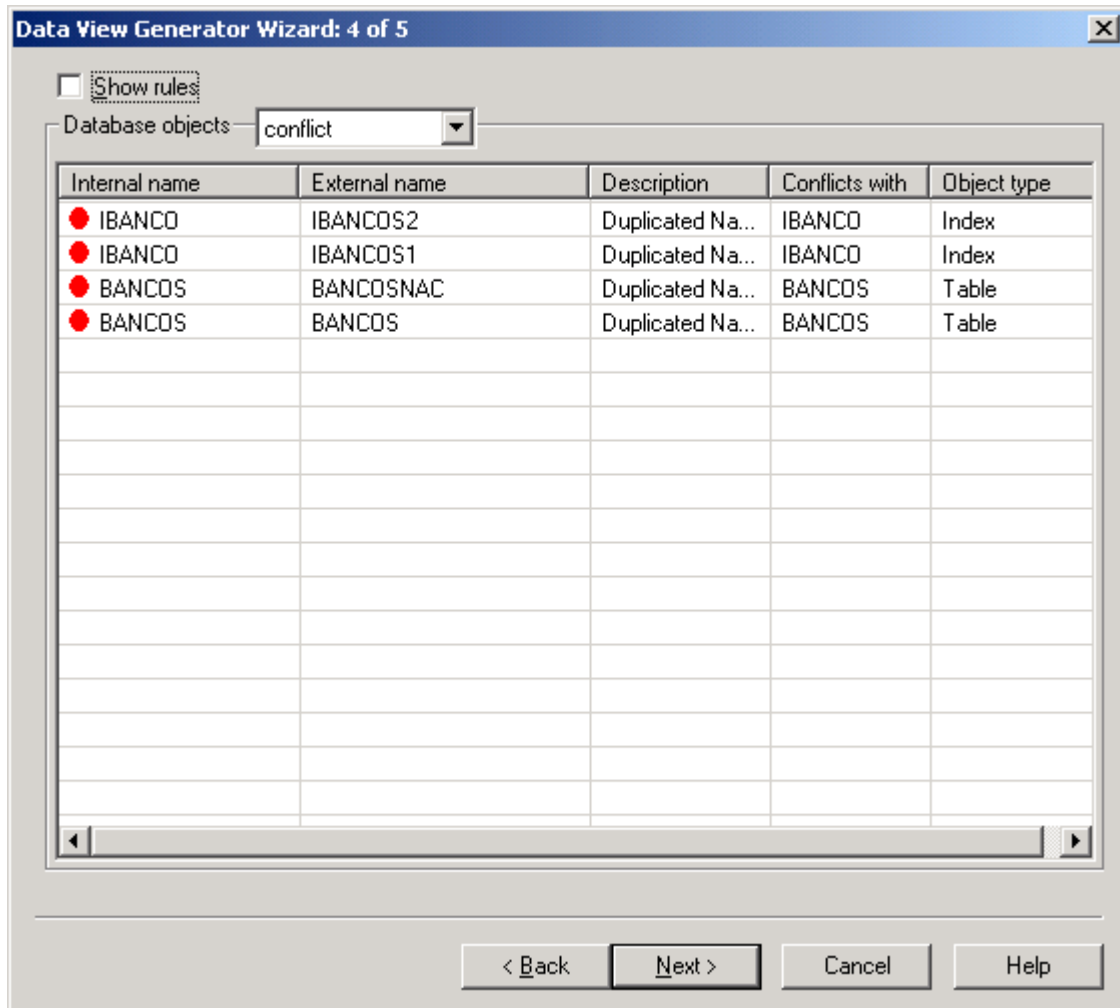 Data View Generator Wizard: 4 of 5
Show rules
Database objects conflict
Internal name External name Description Conflicts with Object type
IBANCO IBANCOS2 Duplicated Na... IBANCO Index
IBANCO IBANCOS1 Duplicated Na... IBANCO Index
BANCOS BANCOSNAC Duplicated Na... BANCOS Table
BANCOS BANCOS Duplicated Na... BANCOS Table
< Back Next > Cancel Help